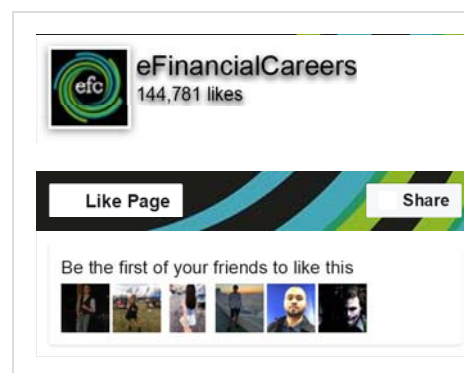 efc
eFinancialCareers
144,781 likes
Like Page
Share
Be the first of your friends to like this